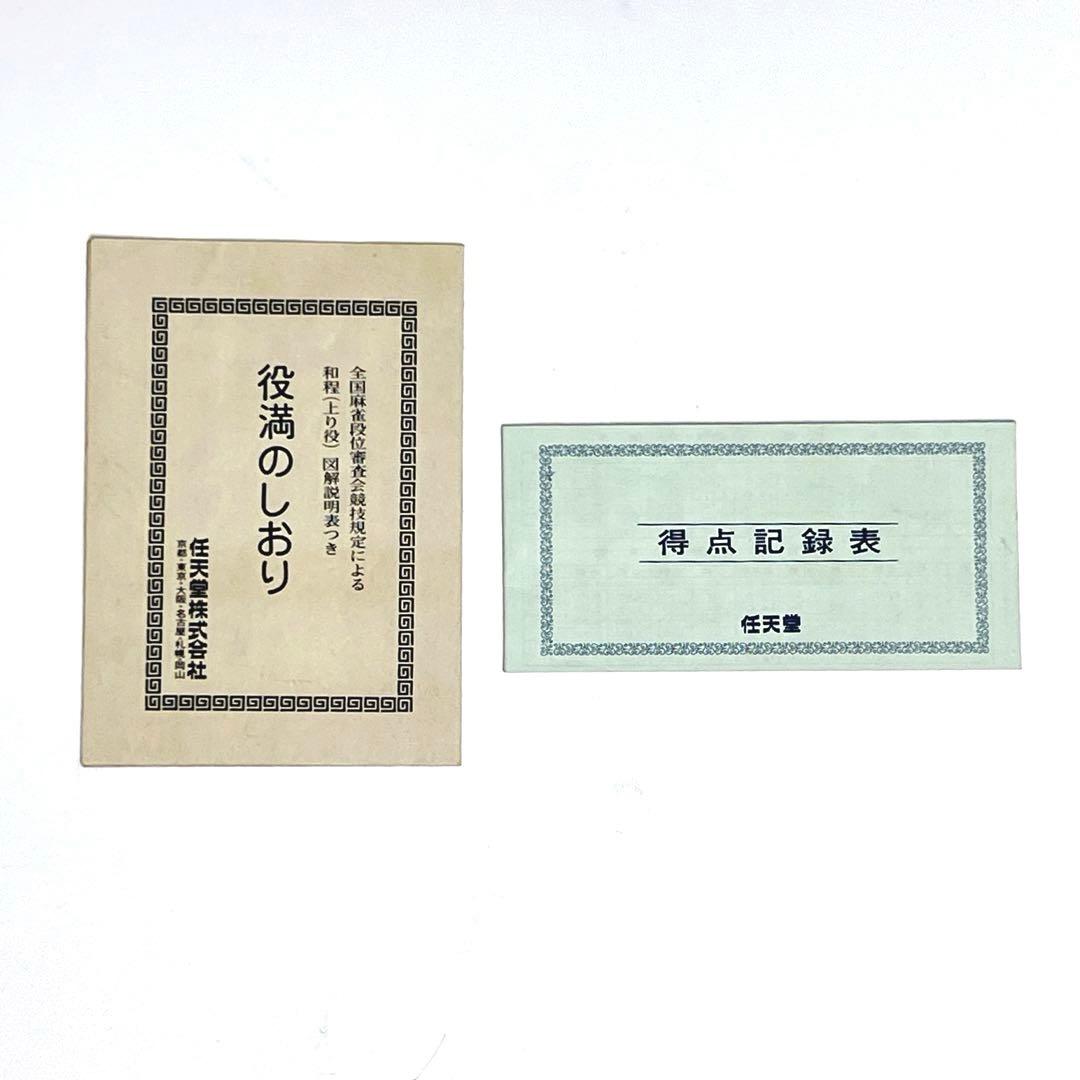 全国麻雀段位審査会競技規定による
和程(上り役)図解説明表つき
役満のしおり
任天堂株式会社
京都・東京・大阪・名古屋・札幌・岡山
得点記録表
任天堂